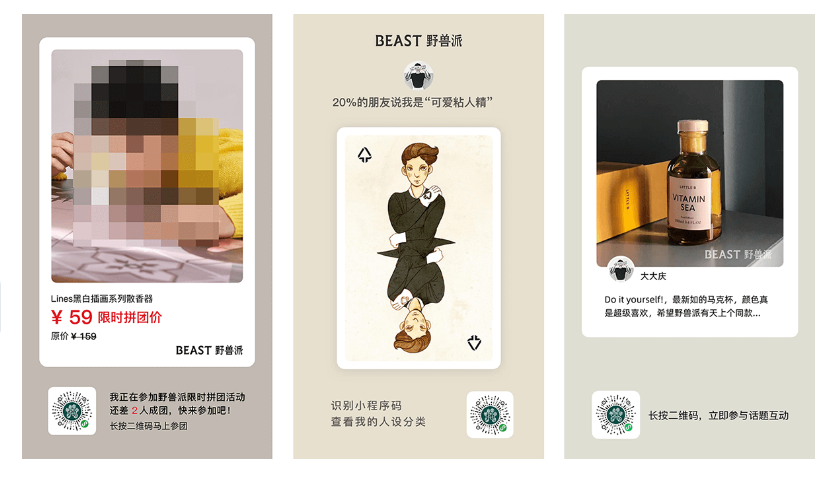 Lines黑白插画系列散香器
¥ 59 限时拼团价
原价 ¥ 159
BEAST 野兽派
我正在参加野兽派限时拼团活动
还差 2 人成团，快来参加吧！
长按二维码马上参团
BEAST 野兽派
20%的朋友说我是“可爱粘人精”
识别小程序码
查看我的人设分类
LITTLE B
LITTLE B
VITAMIN
SEA
BEAST 野兽派
大大庆
Do it yourself!，最新如的马克杯，颜色真
是超级喜欢，希望野兽派有天上个同款...
长按二维码，立即参与话题互动